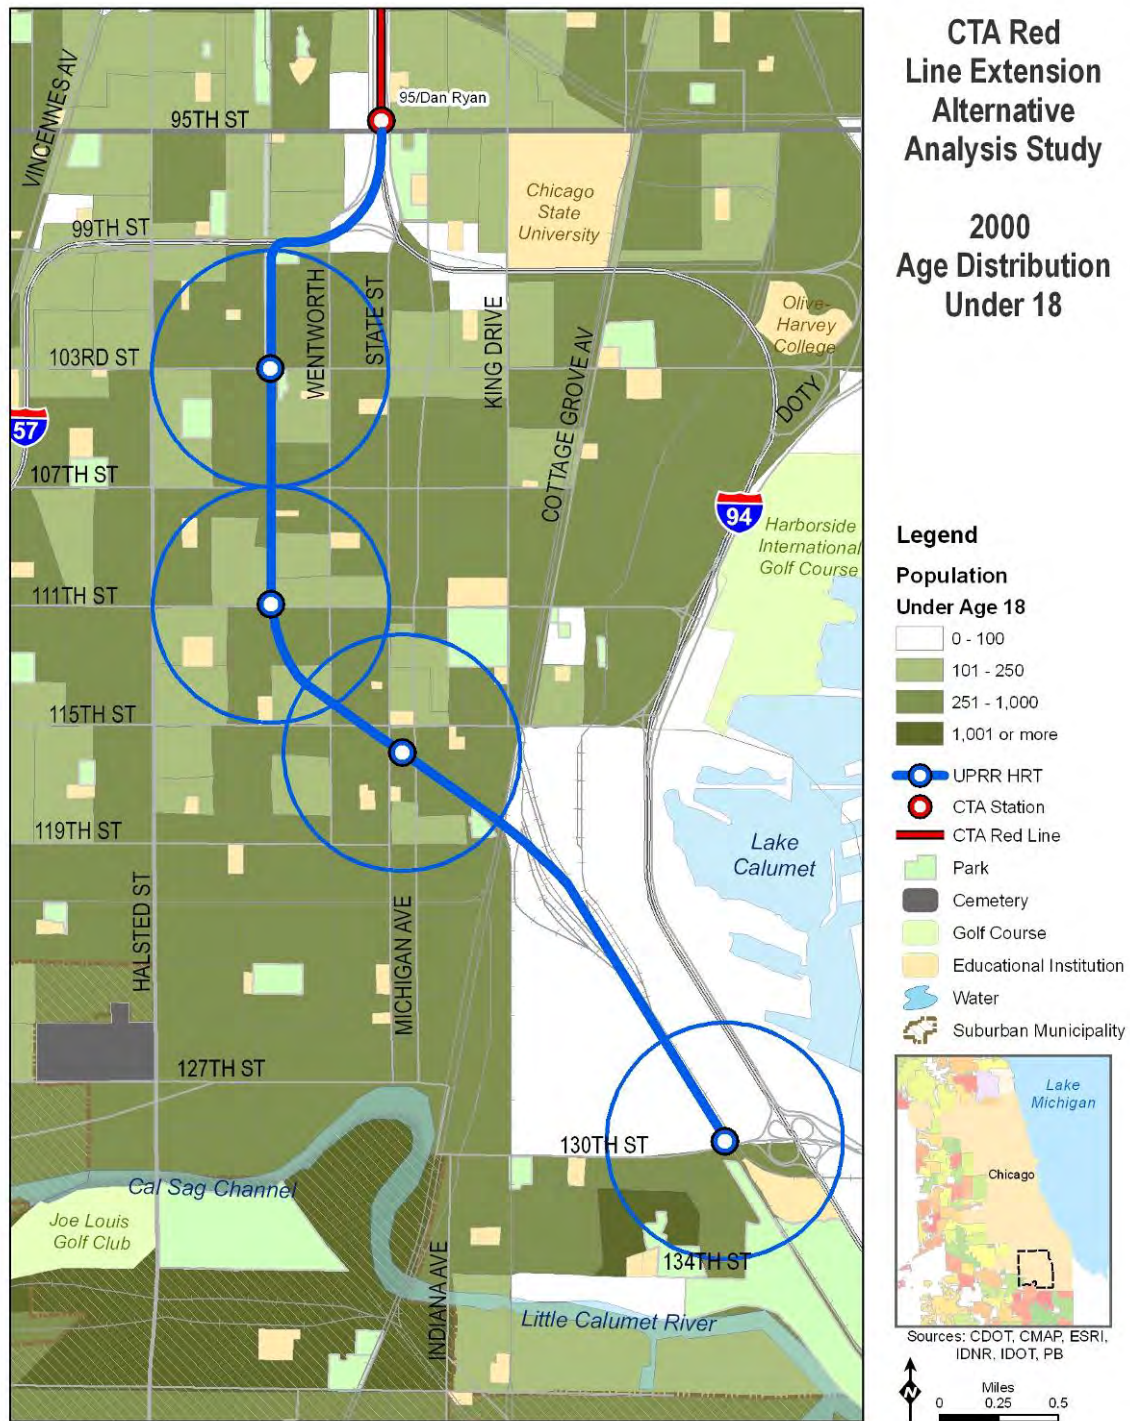 CTA Red
Line Extension
Alternative
Analysis Study
2000
Age Distribution
Under 18
VINCENNES AV
95/Dan Ryan
95TH ST
Chicago
State
University
99TH ST
WENTWORTH
STATE ST
KING DRIVE
COTTAGE GROVE AV
Olive-
Harvey
College
103RD ST
DOTY
57
107TH ST
94
Harborside
International
Golf Course
111TH ST
115TH ST
119TH ST
Lake
Calumet
HALSTED ST
MICHIGAN AVE
127TH ST
130TH ST
Cal Sag Channel
Joe Louis
Golf Club
INDIANA AVE
134TH ST
Little Calumet River
Legend
Population
Under Age 18
0 - 100
101 - 250
251 - 1,000
1,001 or more
UPRR HRT
CTA Station
CTA Red Line
Park
Cemetery
Golf Course
Educational Institution
Water
Suburban Municipality
Lake
Michigan
Chicago
Sources: CDOT, CMAP, ESRI,
IDNR, IDOT, PB
N
Miles
0 0.25 0.5